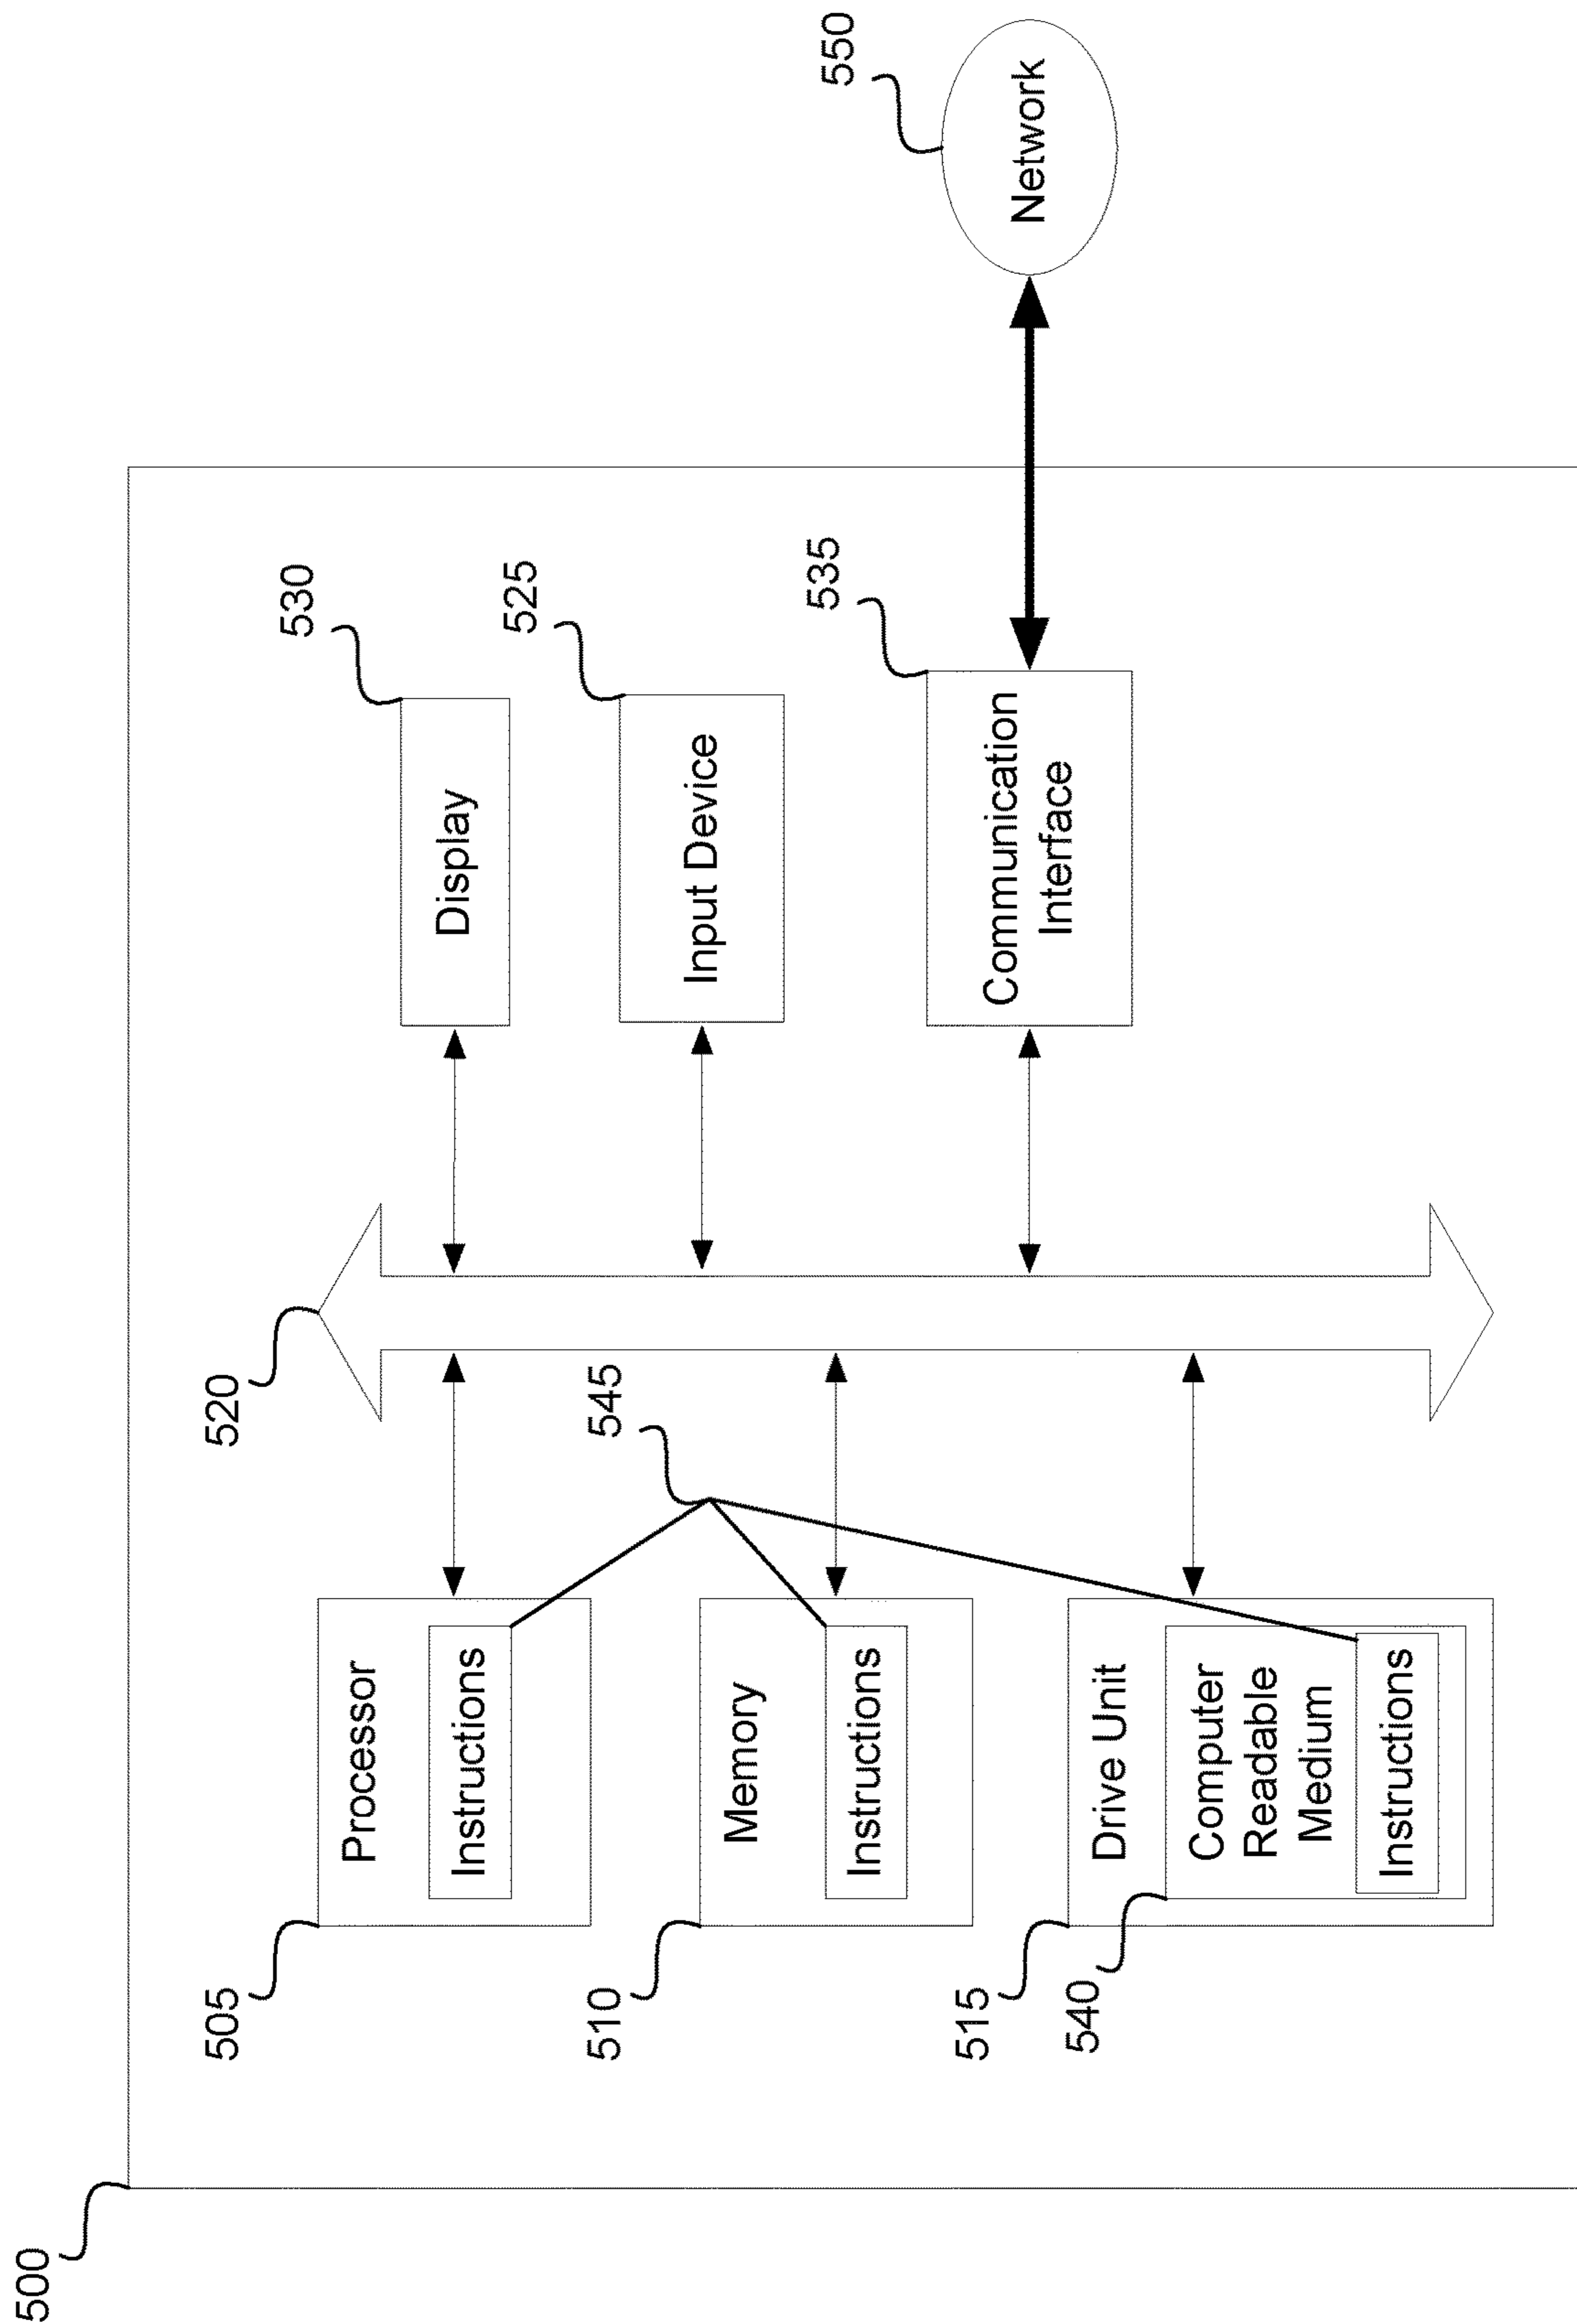 500
505
Processor
Instructions
510
Memory
Instructions
515
Drive Unit
540
Computer
Readable
Medium
Instructions
520
545
530
Display
525
Input Device
535
Communication
Interface
550
Network